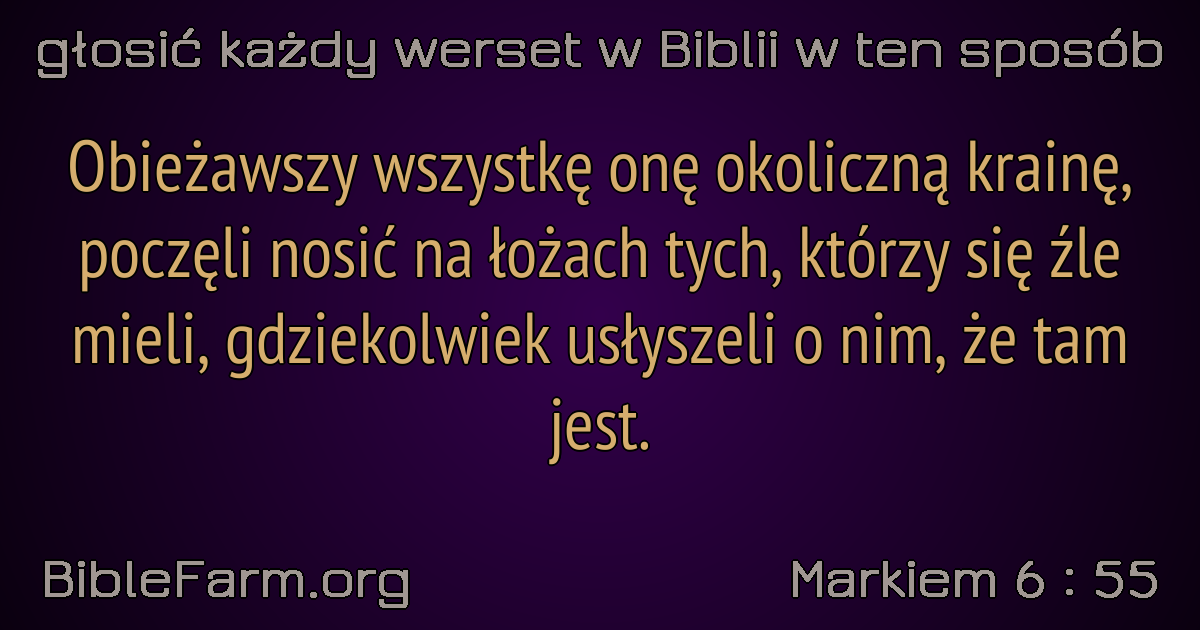 głosić każdy werset w Biblii w ten sposób
Obieżawszy wszystkę onę okoliczną krainę,
poczęli nosić na łożach tych, którzy się źle
mieli, gdziekolwiek usłyszeli o nim, że tam
jest.
BibleFarm.org
Markiem 6 : 55